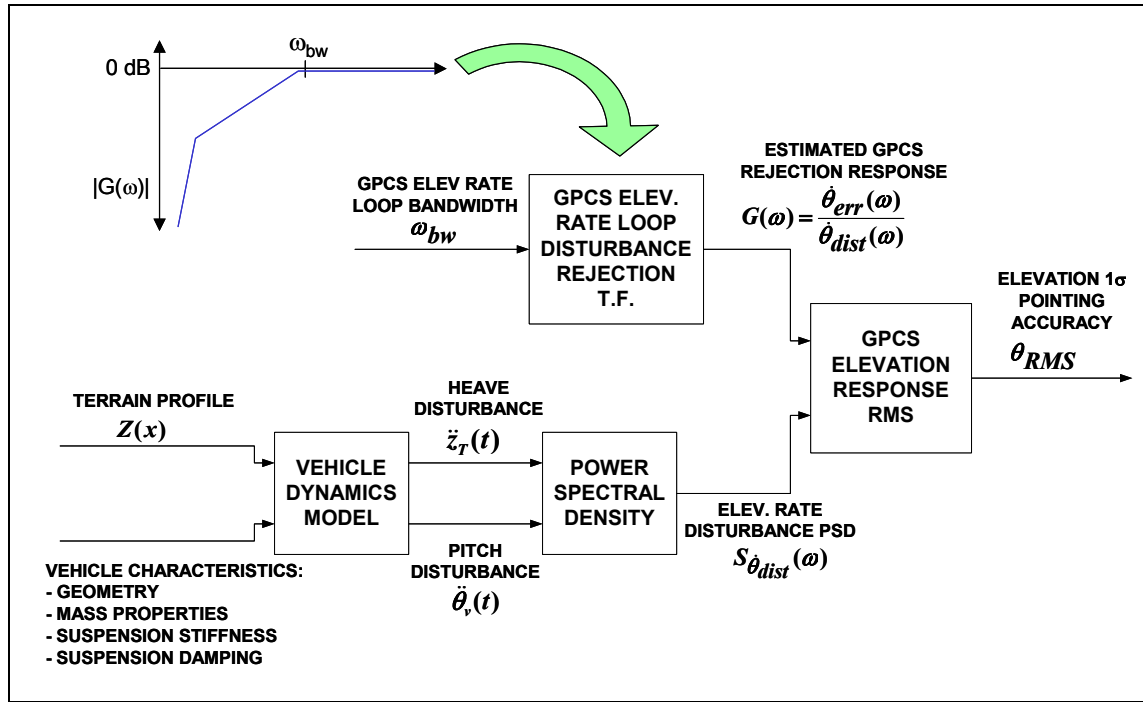 ω_bw
0 dB
|G(ω)|
GPCS ELEV RATE
LOOP BANDWIDTH
ω_bw
GPCS ELEV.
RATE LOOP
DISTURBANCE
REJECTION
T.F.
ESTIMATED GPCS
REJECTION RESPONSE
G(ω) = θ̇_err(ω) / θ̇_dist(ω)
ELEVATION 1σ
POINTING
ACCURACY
θ_RMS
GPCS
ELEVATION
RESPONSE
RMS
TERRAIN PROFILE
Z(x)
VEHICLE
DYNAMICS
MODEL
HEAVE
DISTURBANCE
z̈_T(t)
PITCH
DISTURBANCE
θ̈_v(t)
POWER
SPECTRAL
DENSITY
ELEV. RATE
DISTURBANCE PSD
S_θ̇dist(ω)
VEHICLE CHARACTERISTICS:
- GEOMETRY
- MASS PROPERTIES
- SUSPENSION STIFFNESS
- SUSPENSION DAMPING